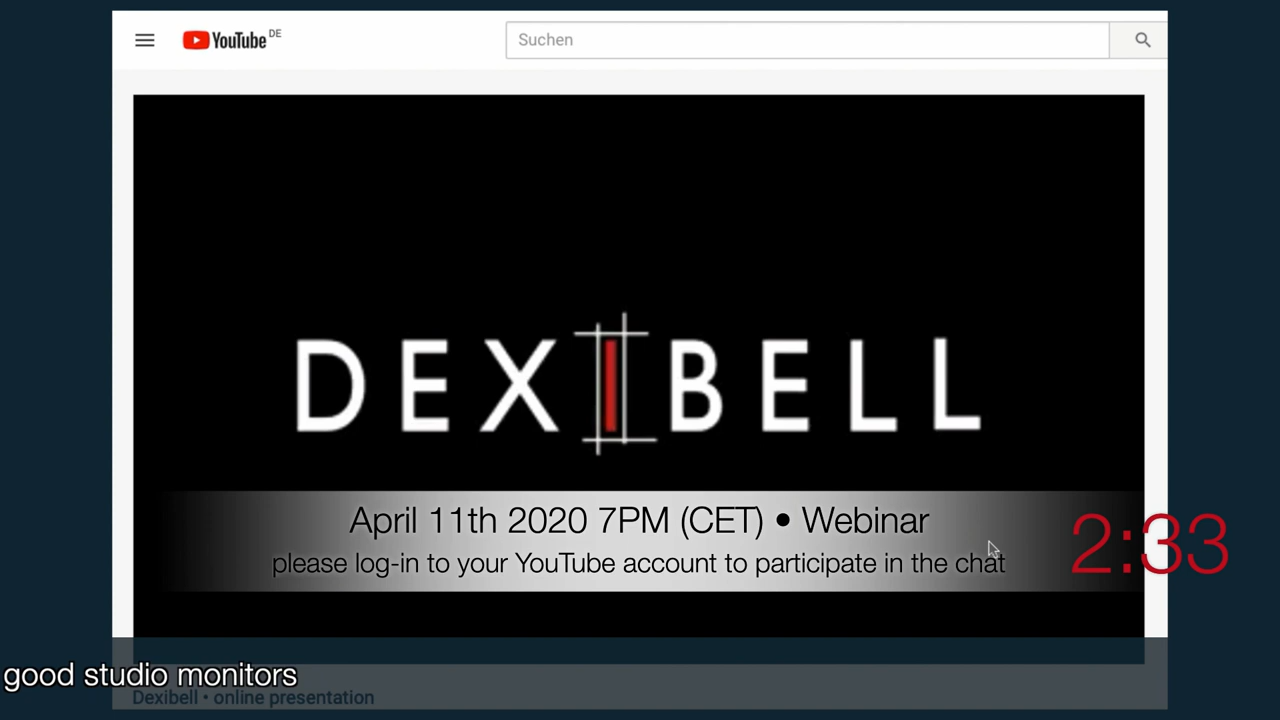 YouTube DE
Suchen
DEXIBELL
April 11th 2020 7PM (CET) • Webinar
please log-in to your YouTube account to participate in the chat
2:33
good studio monitors
Dexibell • online presentation